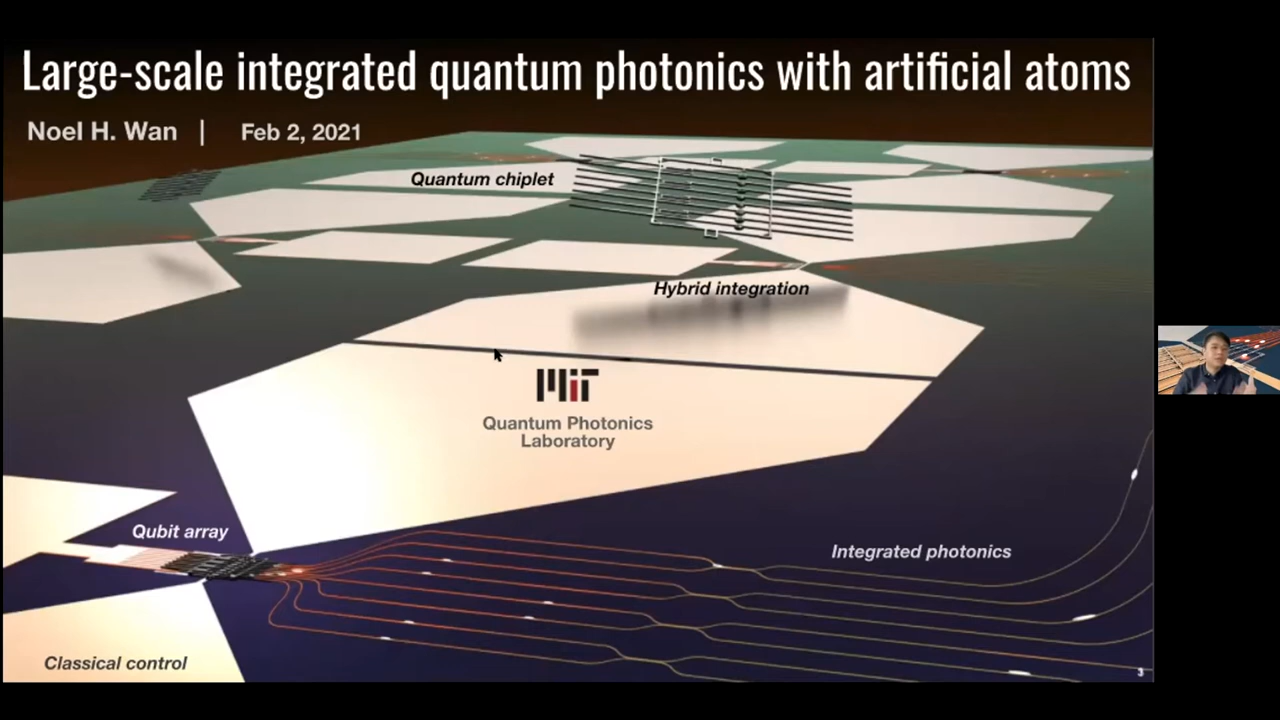 Large-scale integrated quantum photonics with artificial atoms
Noel H. Wan | Feb 2, 2021
Quantum chiplet
Hybrid integration
MIT
Quantum Photonics
Laboratory
Qubit array
Integrated photonics
Classical control
3